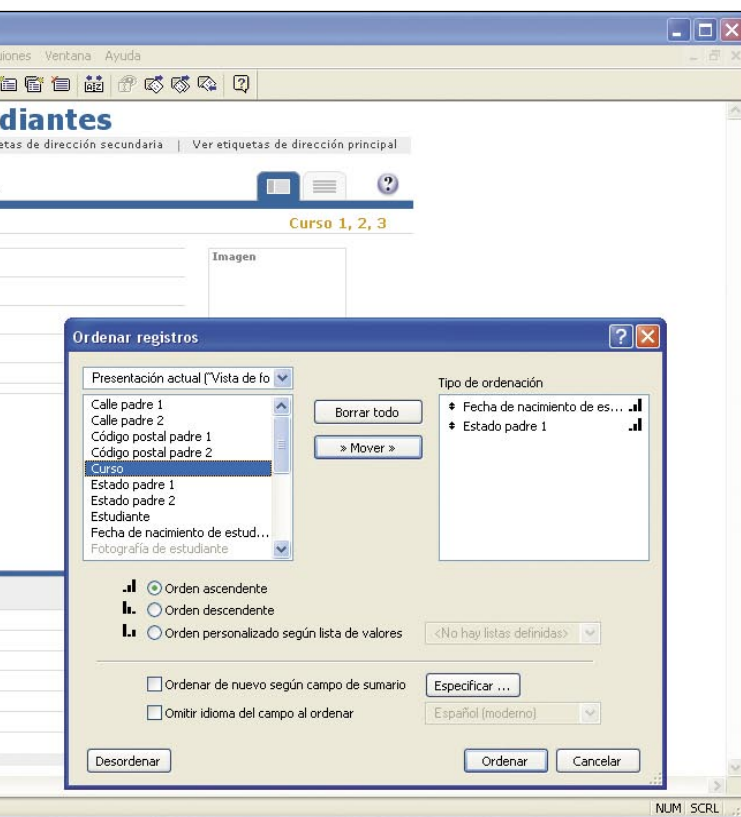 Ventana Ayuda
diantes
de dirección secundaria | Ver etiquetas de dirección principal
Curso 1, 2, 3
Imagen
Ordenar registros
Presentación actual ("Vista de fo
Calle padre 1
Calle padre 2
Código postal padre 1
Código postal padre 2
Curso
Estado padre 1
Estado padre 2
Estudiante
Fecha de nacimiento de estud...
Fotografía de estudiante
Borrar todo
» Mover »
Tipo de ordenación
Fecha de nacimiento de es...
Estado padre 1
Orden ascendente
Orden descendente
Orden personalizado según lista de valores
<No hay listas definidas>
Ordenar de nuevo según campo de sumario
Especificar ...
Omitir idioma del campo al ordenar
Español (moderno)
Desordenar
Ordenar
Cancelar
NUM SCRL